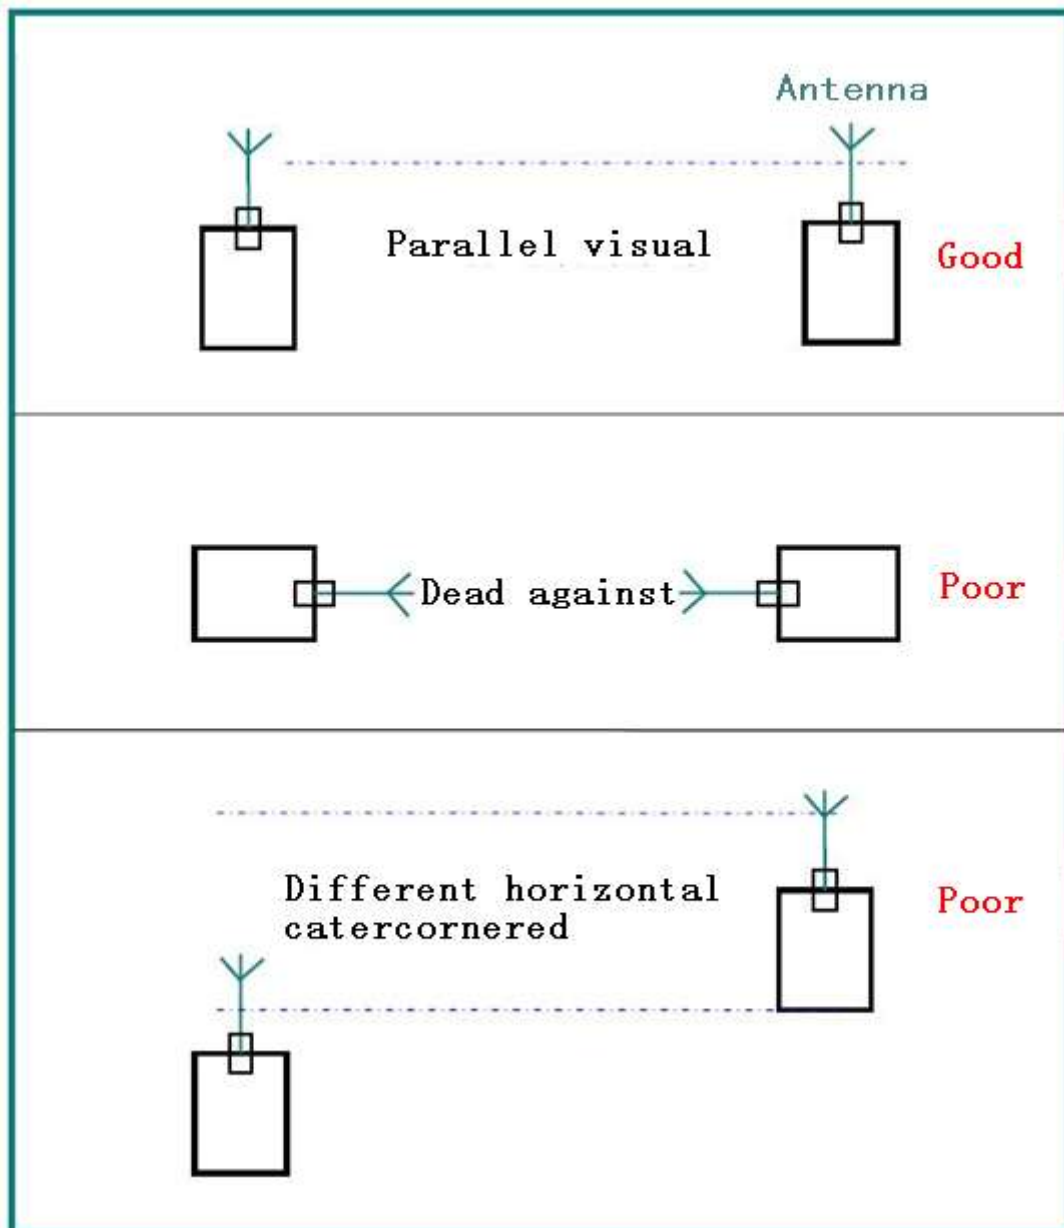 Antenna
Parallel visual
Good
Dead against
Poor
Different horizontal
catercornered
Poor